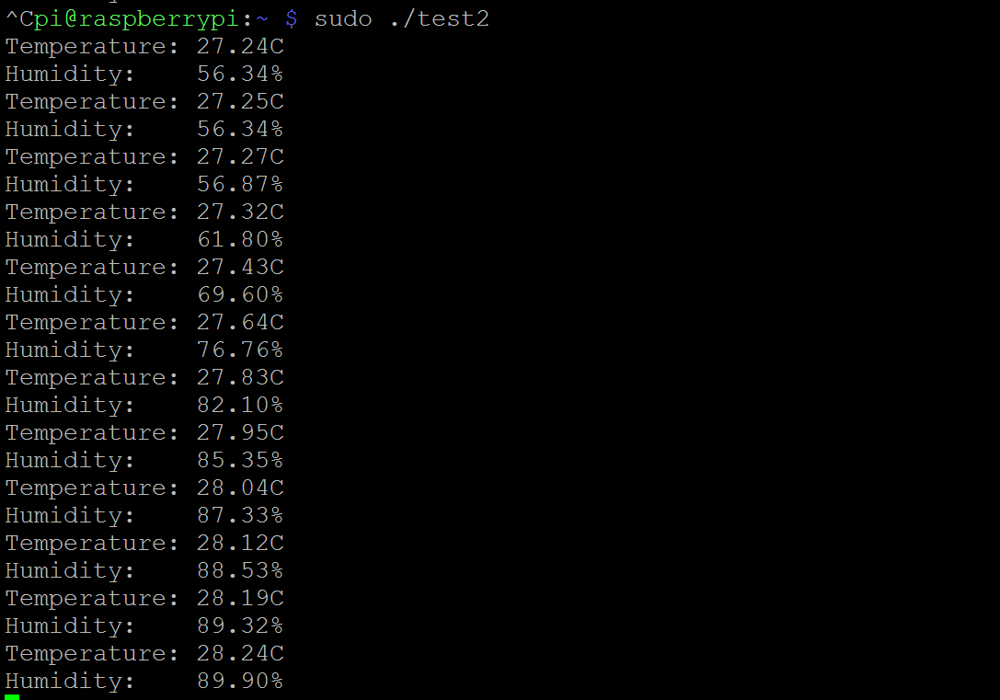 ^Cpi@raspberrypi:~ $ sudo ./test2
Temperature: 27.24C
Humidity:    56.34%
Temperature: 27.25C
Humidity:    56.34%
Temperature: 27.27C
Humidity:    56.87%
Temperature: 27.32C
Humidity:    61.80%
Temperature: 27.43C
Humidity:    69.60%
Temperature: 27.64C
Humidity:    76.76%
Temperature: 27.83C
Humidity:    82.10%
Temperature: 27.95C
Humidity:    85.35%
Temperature: 28.04C
Humidity:    87.33%
Temperature: 28.12C
Humidity:    88.53%
Temperature: 28.19C
Humidity:    89.32%
Temperature: 28.24C
Humidity:    89.90%